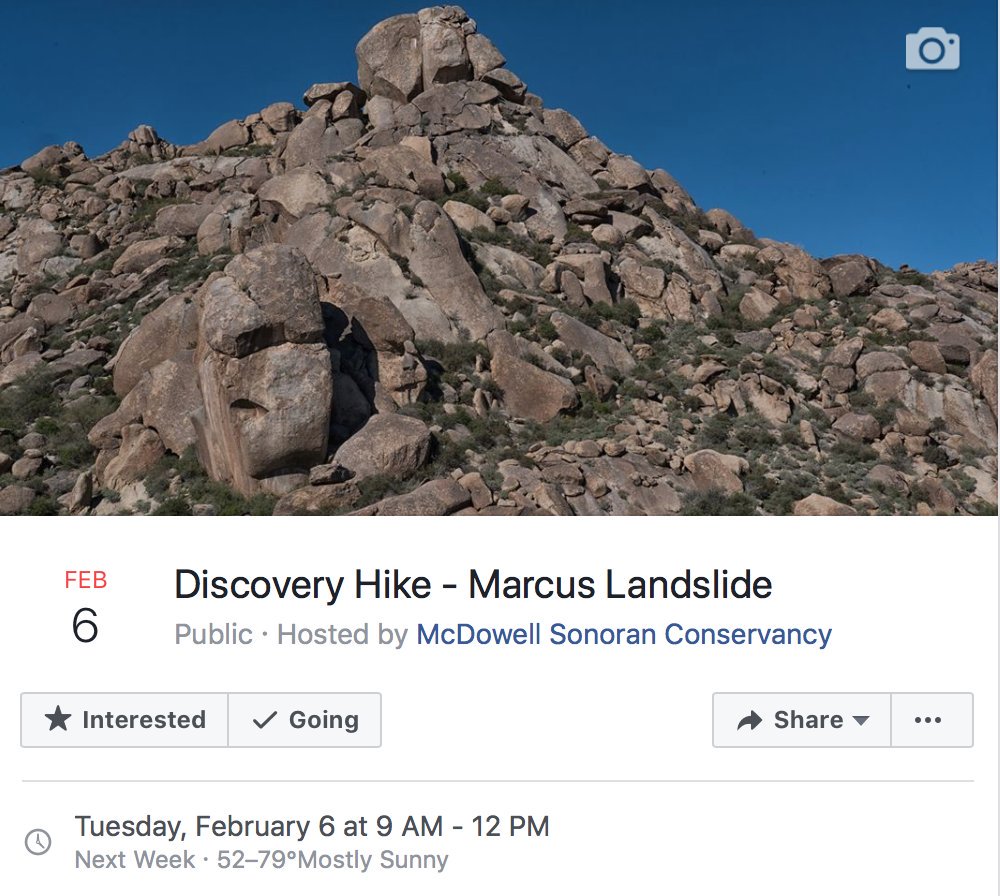 FEB
6
Discovery Hike - Marcus Landslide
Public · Hosted by McDowell Sonoran Conservancy
Interested Going Share
Tuesday, February 6 at 9 AM - 12 PM
Next Week · 52–79°Mostly Sunny